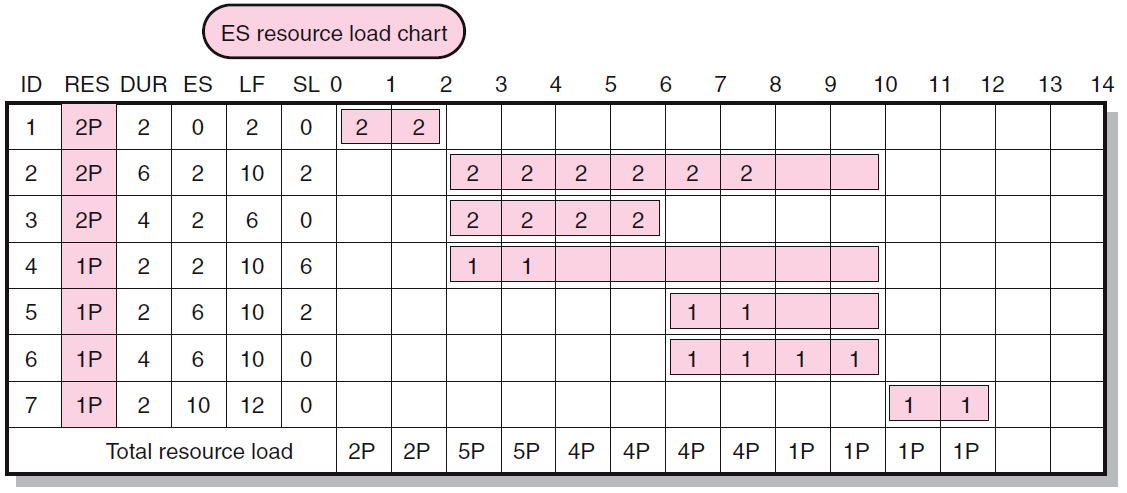 ES resource load chart
ID RES DUR ES LF SL 0 1 2 3 4 5 6 7 8 9 10 11 12 13 14
1 2P 2 0 2 0 2 2
2 2P 6 2 10 2 2 2 2 2 2 2
3 2P 4 2 6 0 2 2 2 2
4 1P 2 2 10 6 1 1
5 1P 2 6 10 2 1 1
6 1P 4 6 10 0 1 1 1 1
7 1P 2 10 12 0 1 1
Total resource load 2P 2P 5P 5P 4P 4P 4P 4P 1P 1P 1P 1P